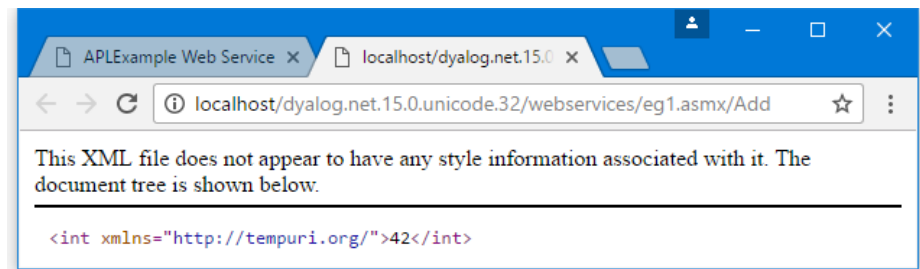 APLExample Web Service
localhost/dyalog.net.15.0
localhost/dyalog.net.15.0.unicode.32/webservices/eg1.asmx/Add
This XML file does not appear to have any style information associated with it. The
document tree is shown below.
<int xmlns="http://tempuri.org/">42</int>